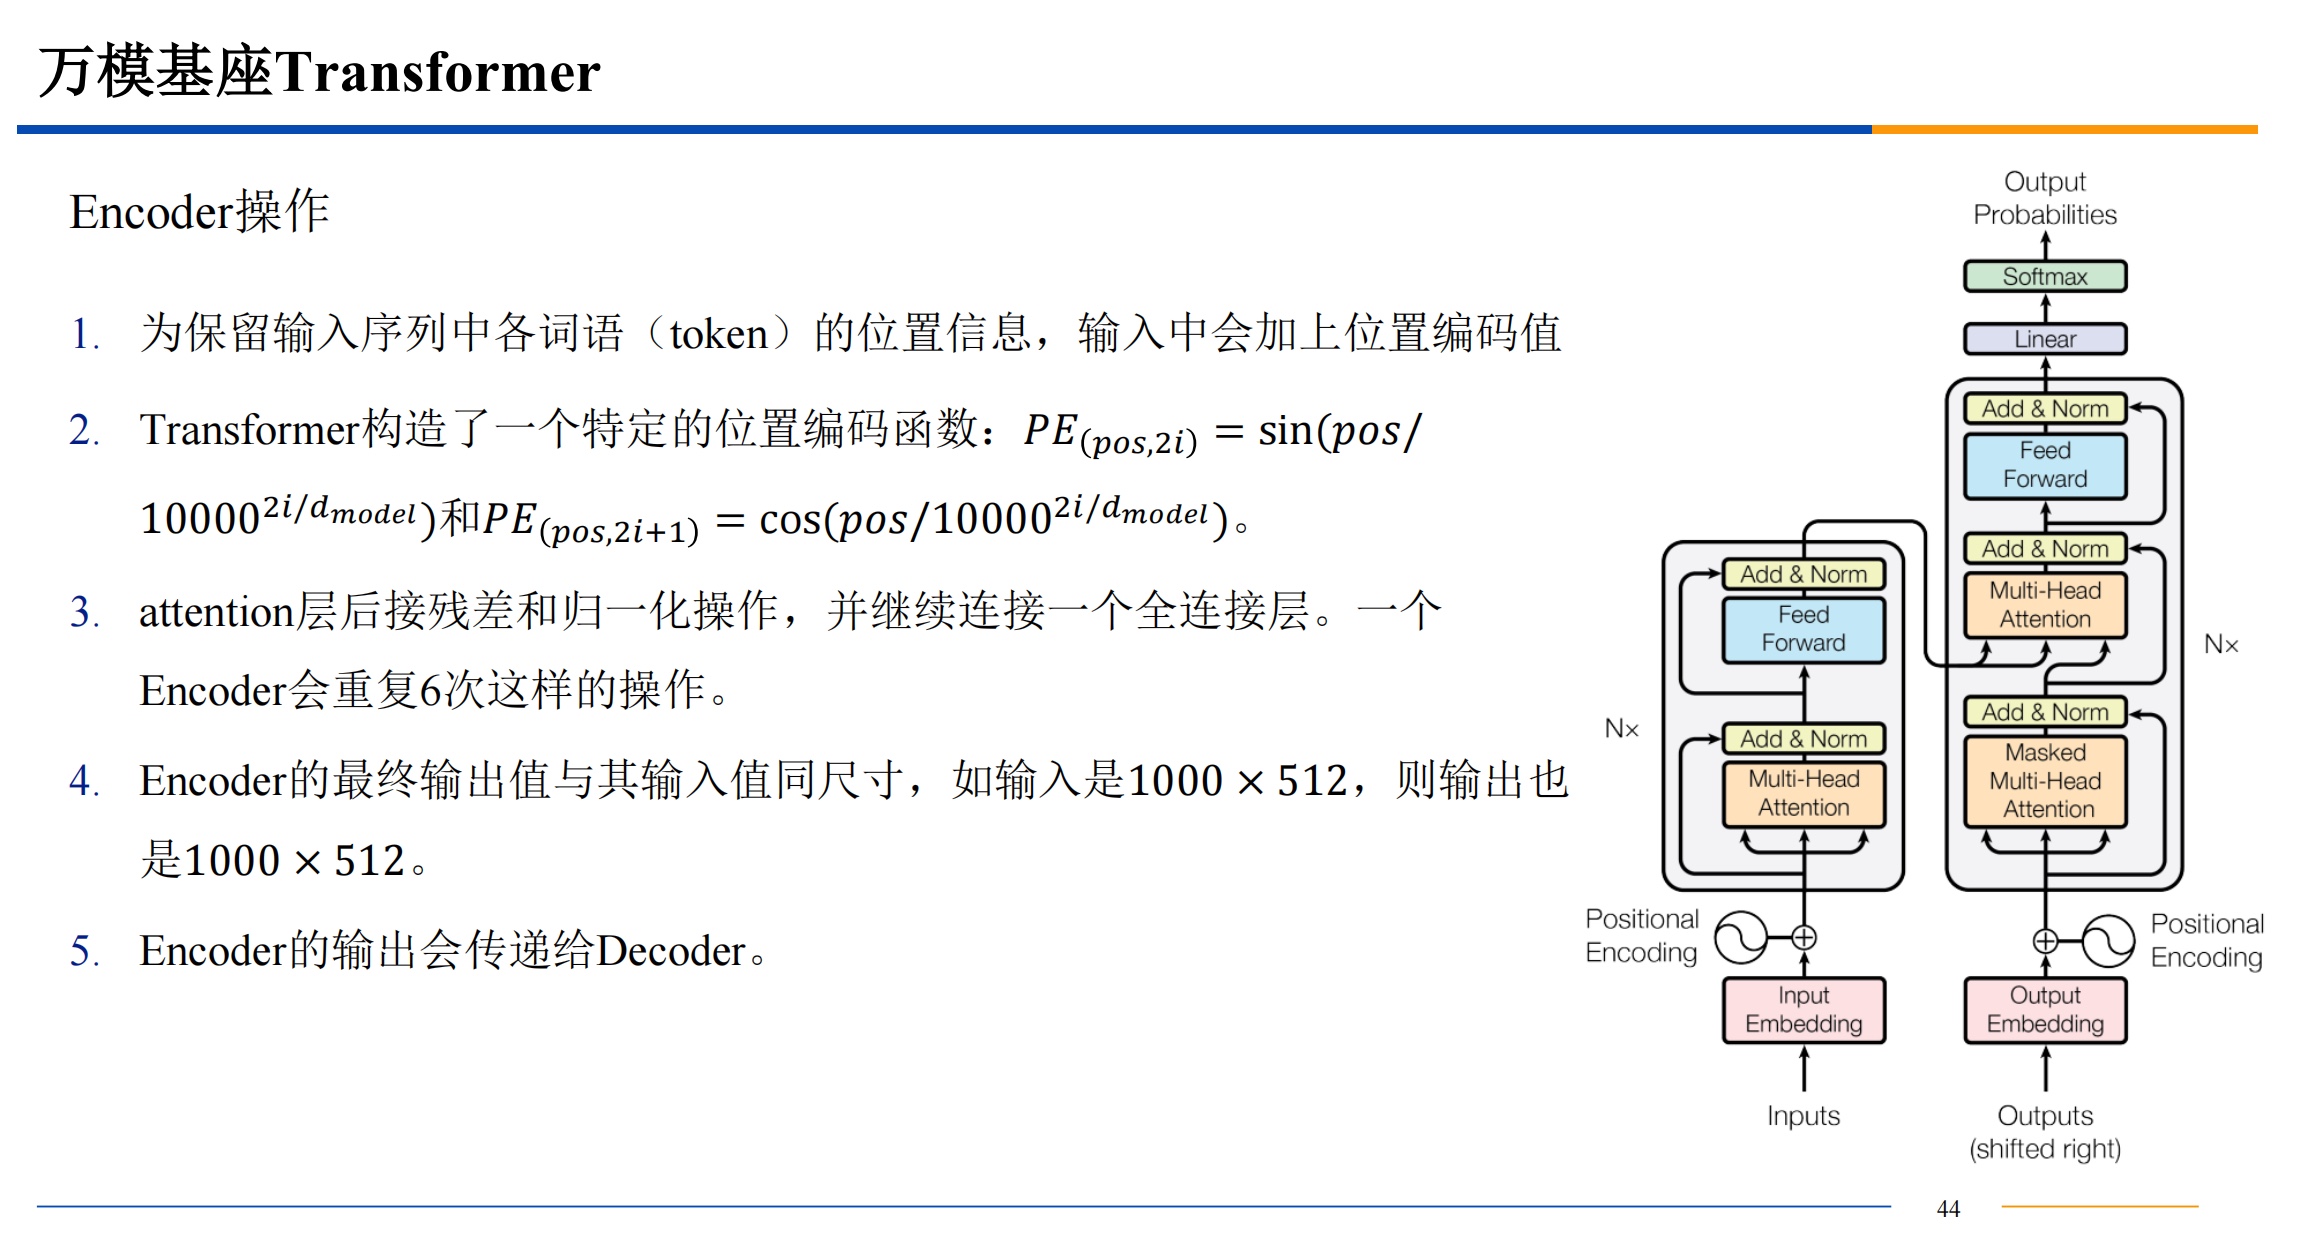 万模基座Transformer
Encoder操作
1. 为保留输入序列中各词语（token）的位置信息，输入中会加上位置编码值
2. Transformer构造了一个特定的位置编码函数：$PE_{(pos,2i)} = \sin(pos/$
$10000^{2i/d_{model}})$和$PE_{(pos,2i+1)} = \cos(pos/10000^{2i/d_{model}})$。
3. attention层后接残差和归一化操作，并继续连接一个全连接层。一个
Encoder会重复6次这样的操作。
4. Encoder的最终输出值与其输入值同尺寸，如输入是1000 × 512，则输出也
是1000 × 512。
5. Encoder的输出会传递给Decoder。
Output
Probabilities
Softmax
Linear
Add & Norm
Feed
Forward
Add & Norm
Multi-Head
Attention
N×
Add & Norm
Masked
Multi-Head
Attention
Positional
Encoding
Output
Embedding
Outputs
(shifted right)
Add & Norm
Feed
Forward
N×
Add & Norm
Multi-Head
Attention
Positional
Encoding
Input
Embedding
Inputs
44